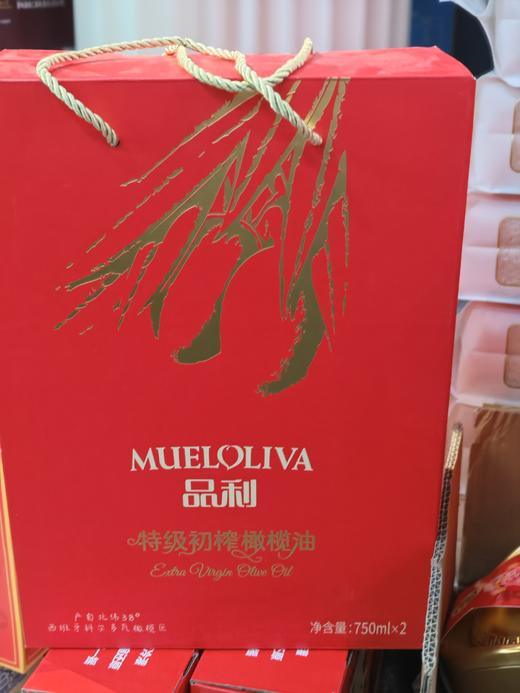 MUELOLIVA
品利
特级初榨橄榄油
Extra Virgin Olive Oil
产自北纬38°
西班牙科尔多瓦橄榄区
净含量:750ml×2